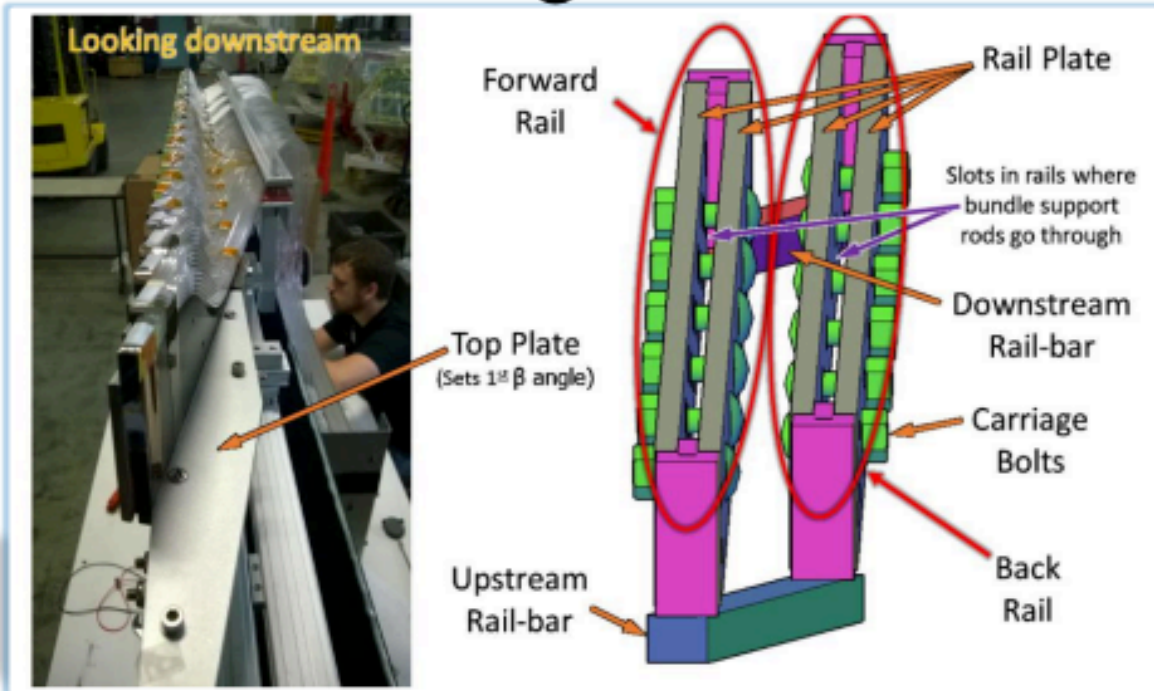 Looking downstream
Forward
Rail
Rail Plate
Slots in rails where
bundle support
rods go through
Top Plate
(Sets 1st β angle)
Downstream
Rail-bar
Carriage
Bolts
Upstream
Rail-bar
Back
Rail